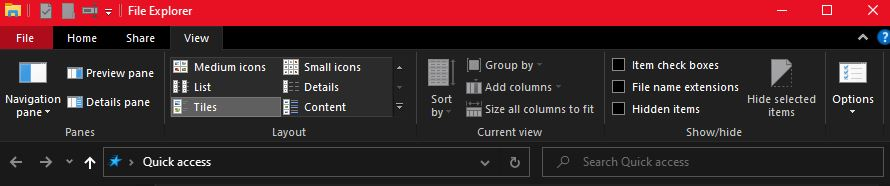 File Explorer
File Home Share View
Navigation pane
Preview pane
Details pane
Panes
Medium icons Small icons
List Details
Tiles Content
Layout
Sort by
Group by
Add columns
Size all columns to fit
Current view
Item check boxes
File name extensions
Hidden items
Hide selected items
Show/hide
Options
Quick access
Search Quick access